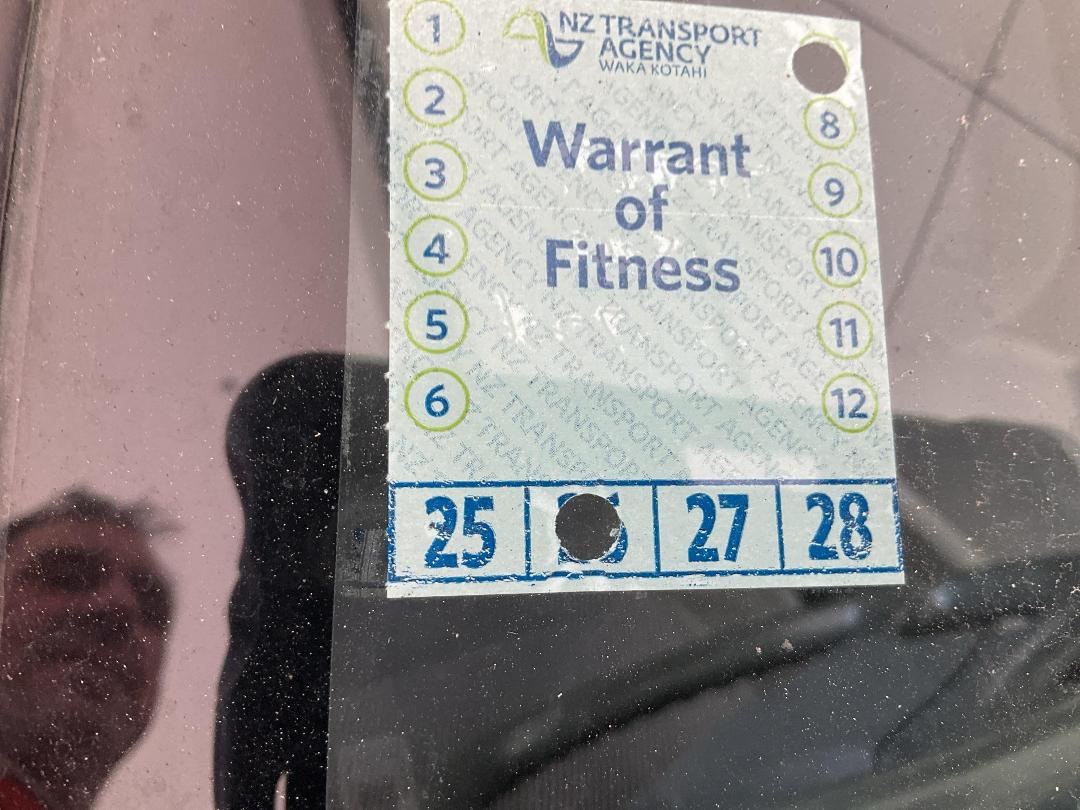 NZ TRANSPORT
AGENCY
WAKA KOTAHI
Warrant
of
Fitness
1
2
3
4
5
6
8
9
10
11
12
25
27
28